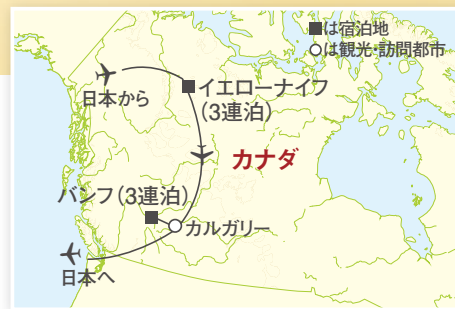 ■は宿泊地
○は観光・訪問都市
日本から
イエローナイフ
(3連泊)
カナダ
バンフ(3連泊)
カルガリー
日本へ